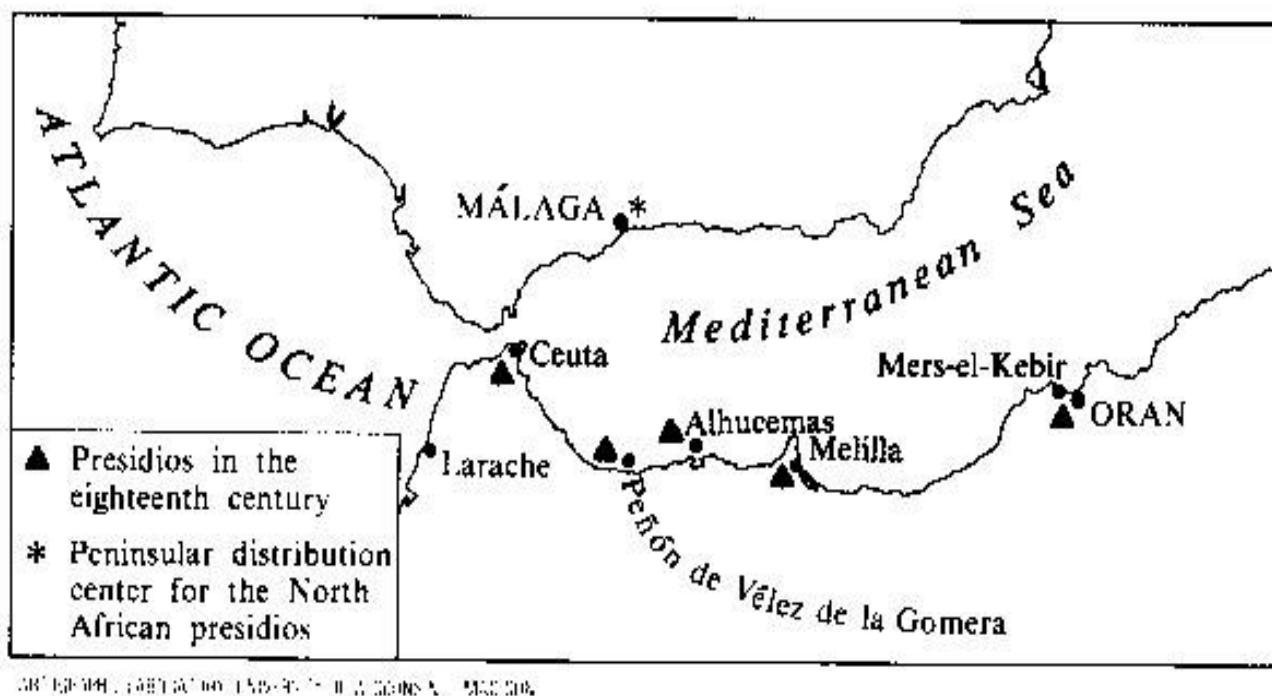 ATLANTIC OCEAN
MÁLAGA *
Mediterranean Sea
Ceuta
Mers-el-Kebir
ORAN
Alhucemas
Melilla
Larache
Peñón de Vélez de la Gomera
Presidios in the
eighteenth century
* Peninsular distribution
center for the North
African presidios